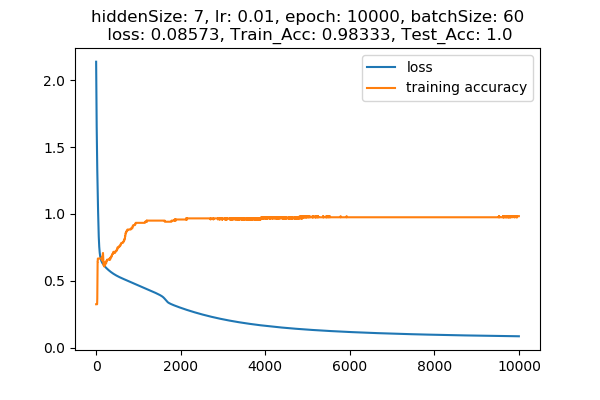 hiddenSize: 7, lr: 0.01, epoch: 10000, batchSize: 60
loss: 0.08573, Train_Acc: 0.98333, Test_Acc: 1.0
loss
training accuracy
2.0
1.5
1.0
0.5
0.0
0 2000 4000 6000 8000 10000